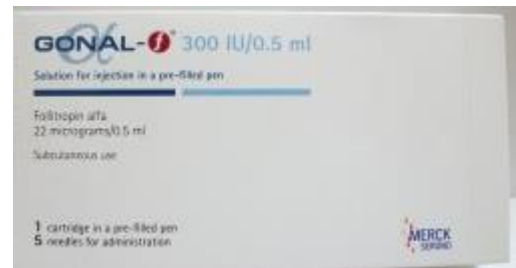 GONAL-f 300 IU/0.5 ml
Solution for injection in a pre-filled pen
Follitropin alfa
22 micrograms/0.5 ml
Subcutaneous use
1 cartridge in a pre-filled pen
5 needles for administration
MERCK
SERONO